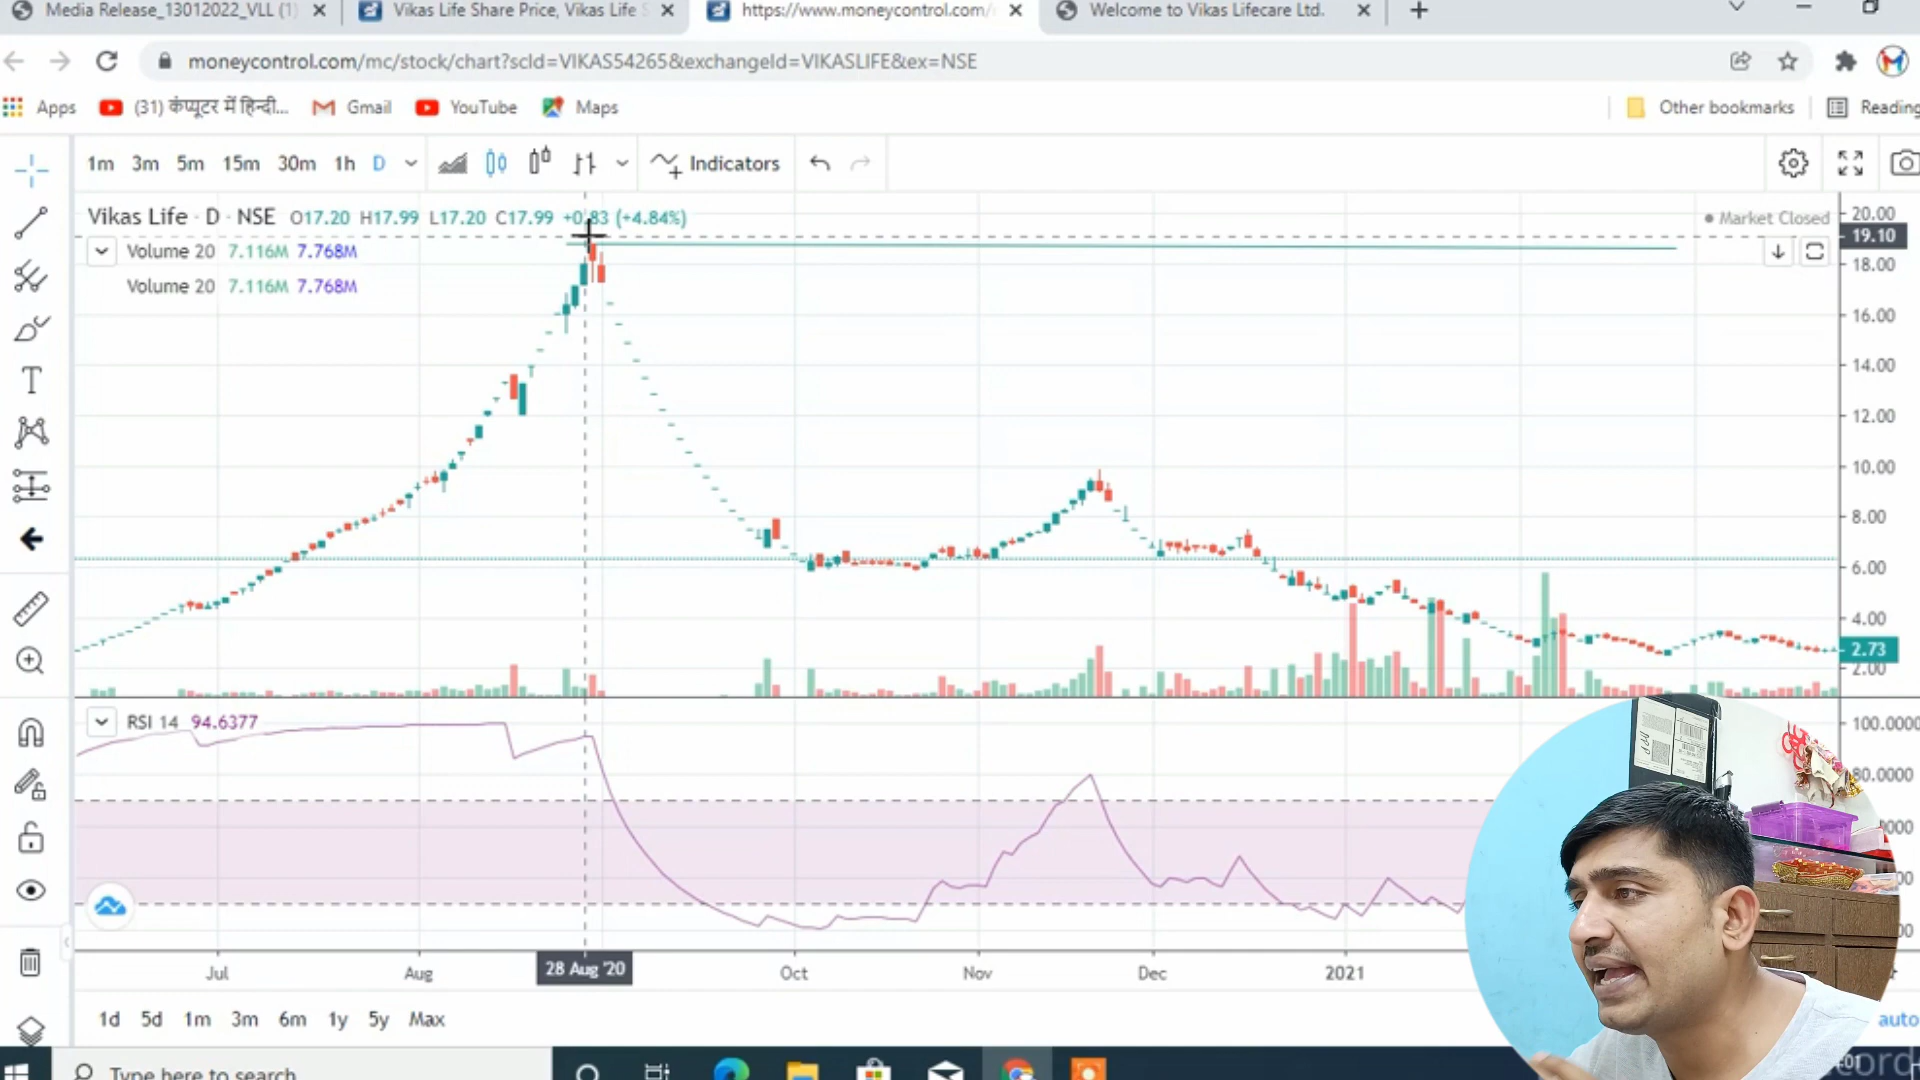 Media Release_13012022_VLL (1)
Vikas Life Share Price, Vikas Life S
https://www.moneycontrol.com/
Welcome to Vikas Lifecare Ltd.
moneycontrol.com/mc/stock/chart?scId=VIKAS54265&exchangeId=VIKASLIFE&ex=NSE
Apps
(31) कंप्यूटर में हिन्दी...
Gmail
YouTube
Maps
Other bookmarks
Reading
1m 3m 5m 15m 30m 1h D
Indicators
Vikas Life · D · NSE O17.20 H17.99 L17.20 C17.99 +0.83 (+4.84%)
Market Closed
Volume 20 7.116M 7.768M
Volume 20 7.116M 7.768M
20.00
19.10
18.00
16.00
14.00
12.00
10.00
8.00
6.00
4.00
2.73
2.00
RSI 14 94.6377
100.0000
80.0000
Jul Aug 28 Aug '20 Oct Nov Dec 2021
1d 5d 1m 3m 6m 1y 5y Max
auto
Type here to search